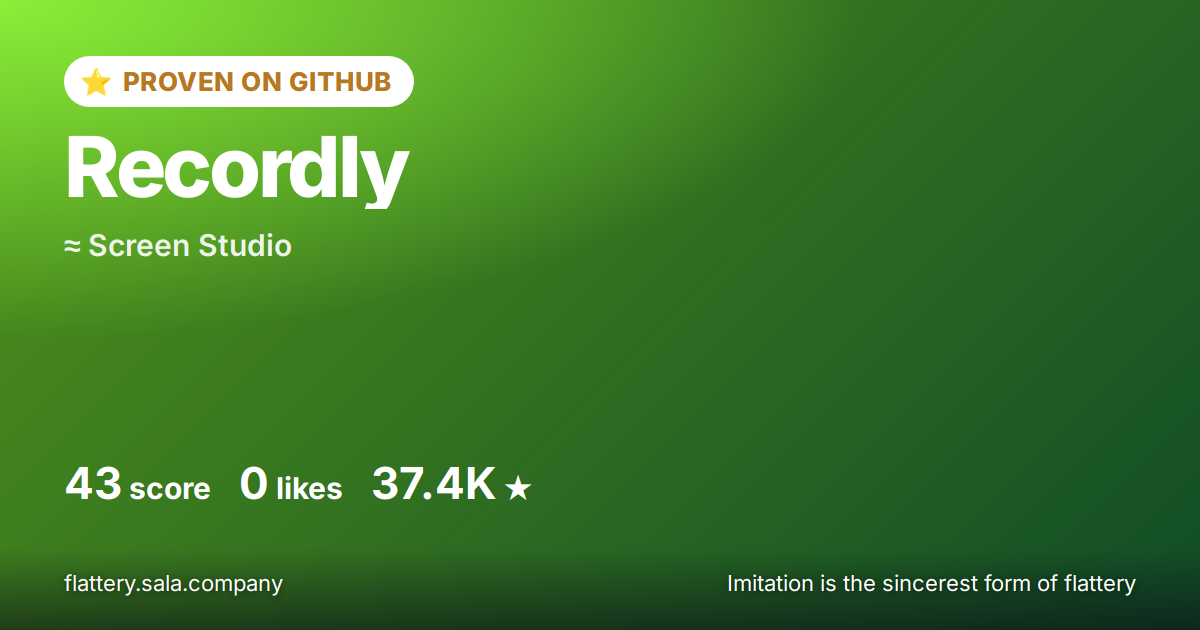 ⭐ PROVEN ON GITHUB
Recordly
≈ Screen Studio
43 score 0 likes 37.4K ★
flattery.sala.company
Imitation is the sincerest form of flattery